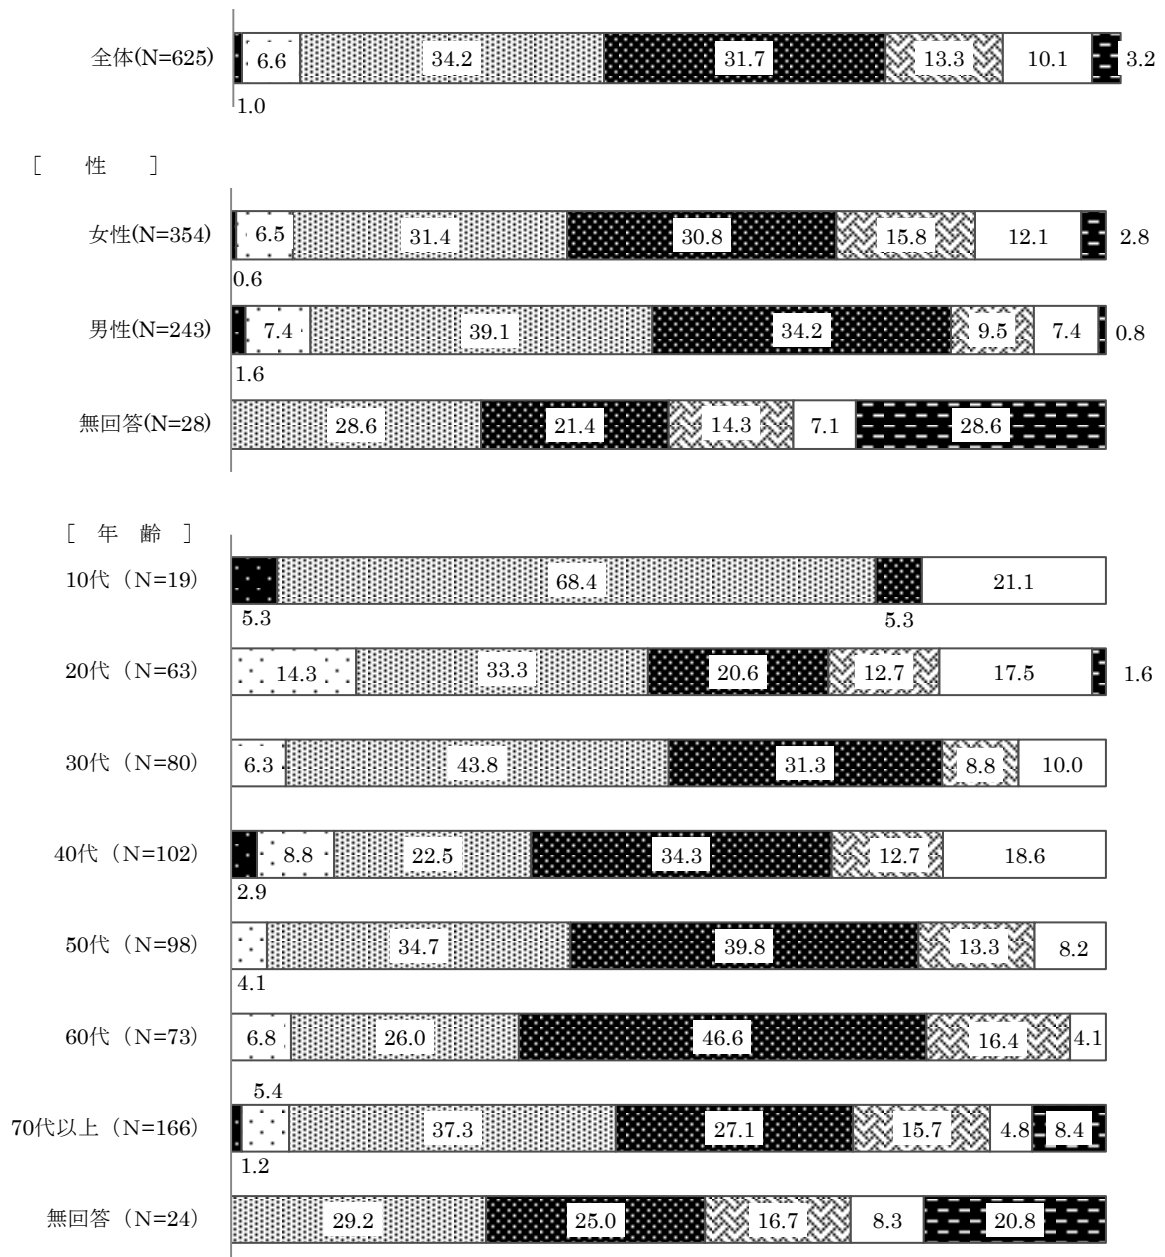 全体(N=625) 6.6 34.2 31.7 13.3 10.1 3.2
1.0
［　性　］
女性(N=354) 6.5 31.4 30.8 15.8 12.1 2.8
0.6
男性(N=243) 7.4 39.1 34.2 9.5 7.4 0.8
1.6
無回答(N=28) 28.6 21.4 14.3 7.1 28.6
［　年　齢　］
10代（N=19） 68.4 21.1
5.3 5.3
20代（N=63） 14.3 33.3 20.6 12.7 17.5 1.6
30代（N=80） 6.3 43.8 31.3 8.8 10.0
40代（N=102） 8.8 22.5 34.3 12.7 18.6
2.9
50代（N=98） 34.7 39.8 13.3 8.2
4.1
60代（N=73） 6.8 26.0 46.6 16.4 4.1
5.4
70代以上（N=166） 37.3 27.1 15.7 4.8 8.4
1.2
無回答（N=24） 29.2 25.0 16.7 8.3 20.8